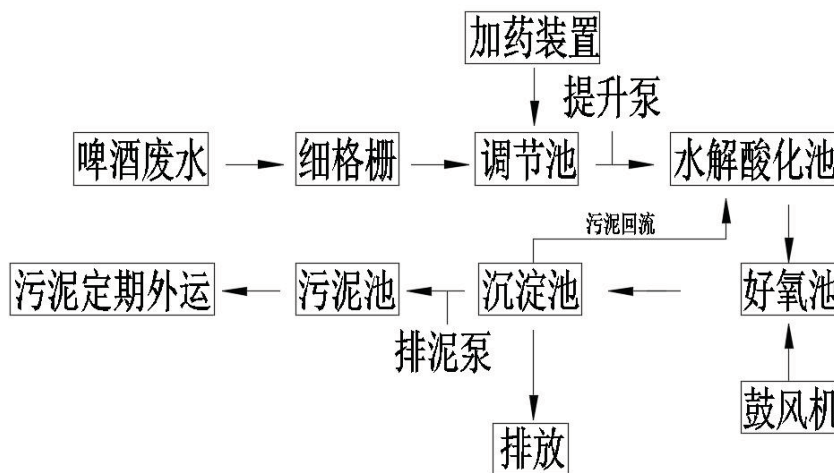 加药装置
提升泵
啤酒废水
细格栅
调节池
水解酸化池
污泥回流
污泥定期外运
污泥池
沉淀池
好氧池
排泥泵
鼓风机
排放